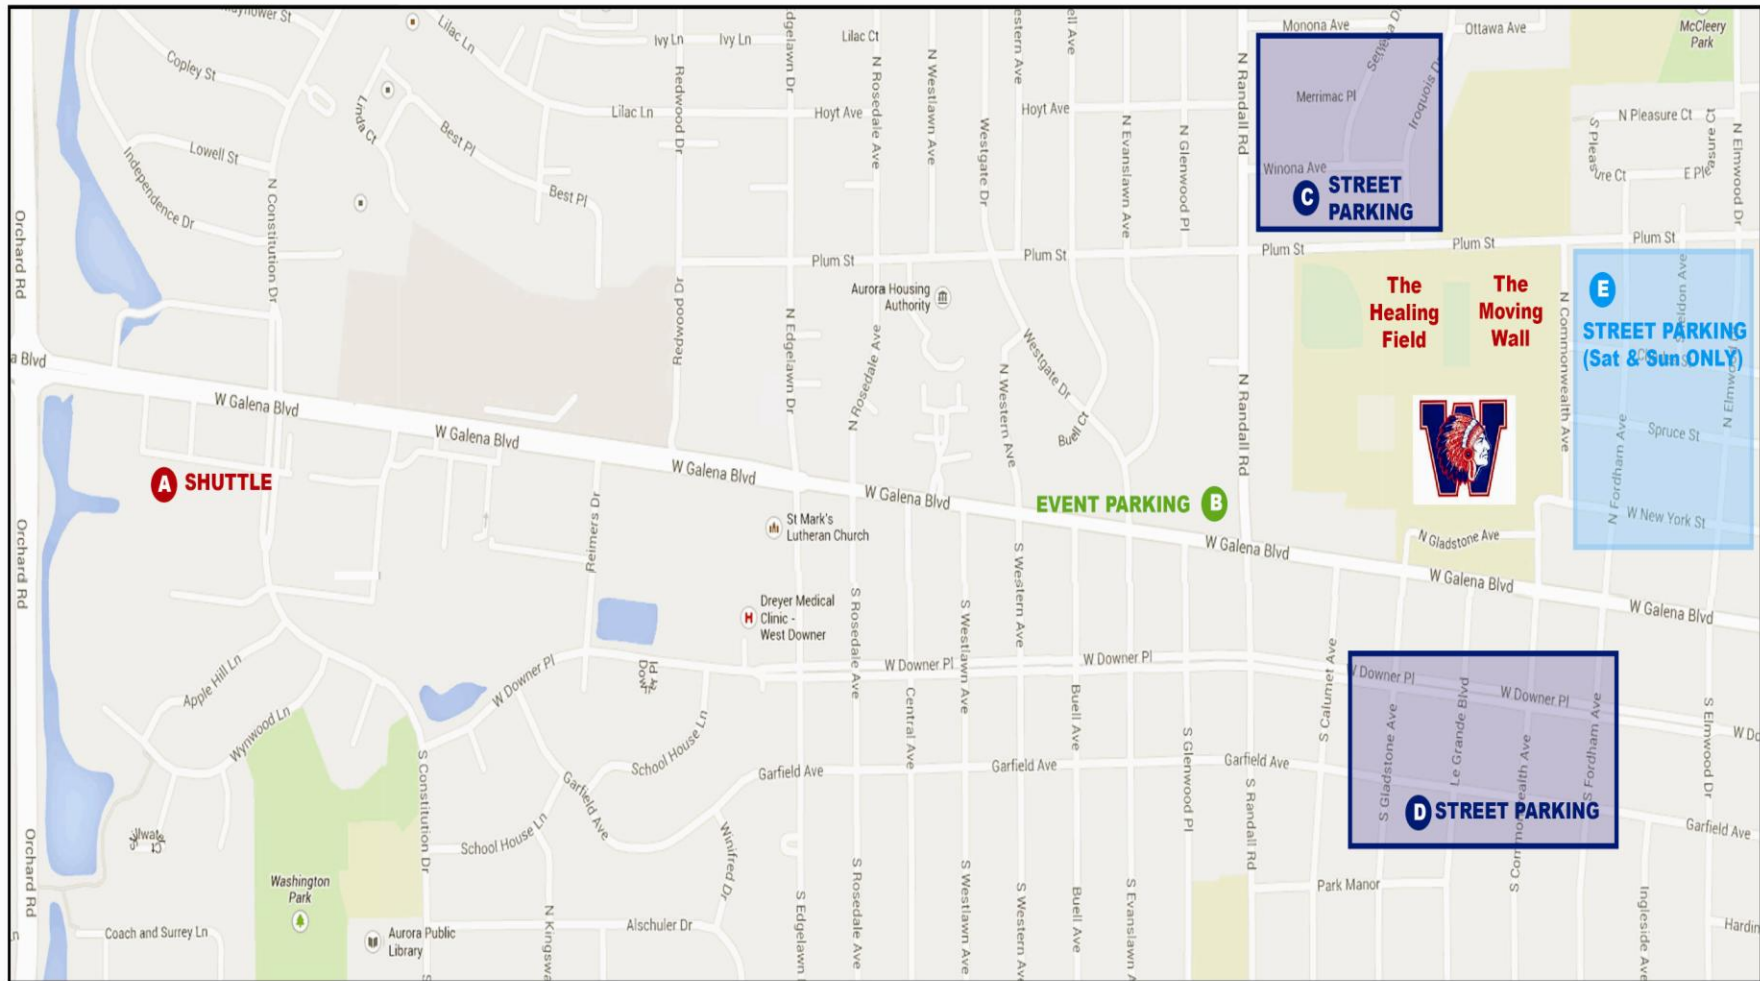 Mayflower St
Copley St
Lilac Ln
Linda Ct
Best Pl
Lowell St
Independence Dr
N Constitution Dr
Best Pl
Ivy Ln
Ivy Ln
Lilac Ct
Lilac Ln
Redwood Dr
Hoyt Ave
N Rosedale Ave
N Westlawn Ave
Westgate Dr
Hoyt Ave
N Evanslawn Ave
N Glenwood Pl
N Randall Rd
Monona Ave
Ottawa Ave
McCleery
Park
Merrimac Pl
Iroquois Dr
Winona Ave
C STREET
PARKING
N Pleasure Ct
N Elmwood Dr
Plum St
Plum St
Plum St
Plum St
Plum St
Orchard Rd
Aurora Housing
Authority
Redwood Dr
N Edgelawn Dr
N Rosedale Ave
Westgate Dr
N Western Ave
Buell Ct
N Randall Rd
The
Healing
Field
The
Moving
Wall
N Commonwealth Ave
E
STREET PARKING
(Sat & Sun ONLY)
Spruce St
N Fordham Ave
W New York St
W
a Blvd
W Galena Blvd
W Galena Blvd
W Galena Blvd
W Galena Blvd
W Galena Blvd
W Galena Blvd
W Galena Blvd
N Gladstone Ave
A SHUTTLE
EVENT PARKING B
Orchard Rd
Reimers Dr
St Mark's
Lutheran Church
Dreyer Medical
Clinic -
West Downer
S Rosedale Ave
S Westlawn Ave
S Western Ave
Apple Hill Ln
Wynwood Ln
W Downer Pl
W Downer Pl
W Downer Pl
W Downer Pl
W Downer Pl
School House Ln
Central Ave
Buell Ave
S Glenwood Pl
S Calumet Ave
S Gladstone Ave
Le Grande Blvd
S Commonwealth Ave
S Fordham Ave
S Elmwood Dr
S Constitution Dr
Garfield Ave
Garfield Ave
Garfield Ave
Garfield Ave
Garfield Ave
D STREET PARKING
School House Ln
Winifred Dr
S Randall Rd
Orchard Rd
Washington
Park
Park Manor
Coach and Surrey Ln
Aurora Public
Library
N Kingswa
Alschuler Dr
S Edgelawn
S Rosedale Ave
S Westlawn Ave
S Western Ave
Buell Ave
S Evanslawn A
Ingleside Ave
Hardin